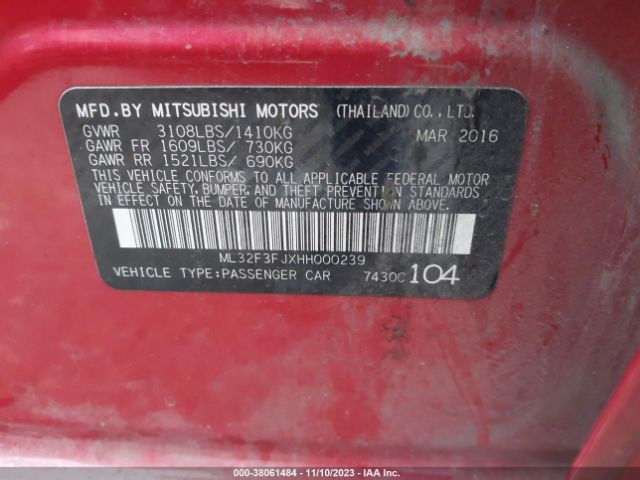 MFD.BY MITSUBISHI MOTORS (THAILAND) CO., LTD.
GVWR 3108LBS/1410KG MAR 2016
GAWR FR 1609LBS/ 730KG
GAWR RR 1521LBS/ 690KG
THIS VEHICLE CONFORMS TO ALL APPLICABLE FEDERAL MOTOR
VEHICLE SAFETY, BUMPER, AND THEFT PREVENTION STANDARDS
IN EFFECT ON THE DATE OF MANUFACTURE SHOWN ABOVE.
ML32F3FJXHH000239
VEHICLE TYPE:PASSENGER CAR 7430C 104
000-38061484 - 11/10/2023 - IAA Inc.